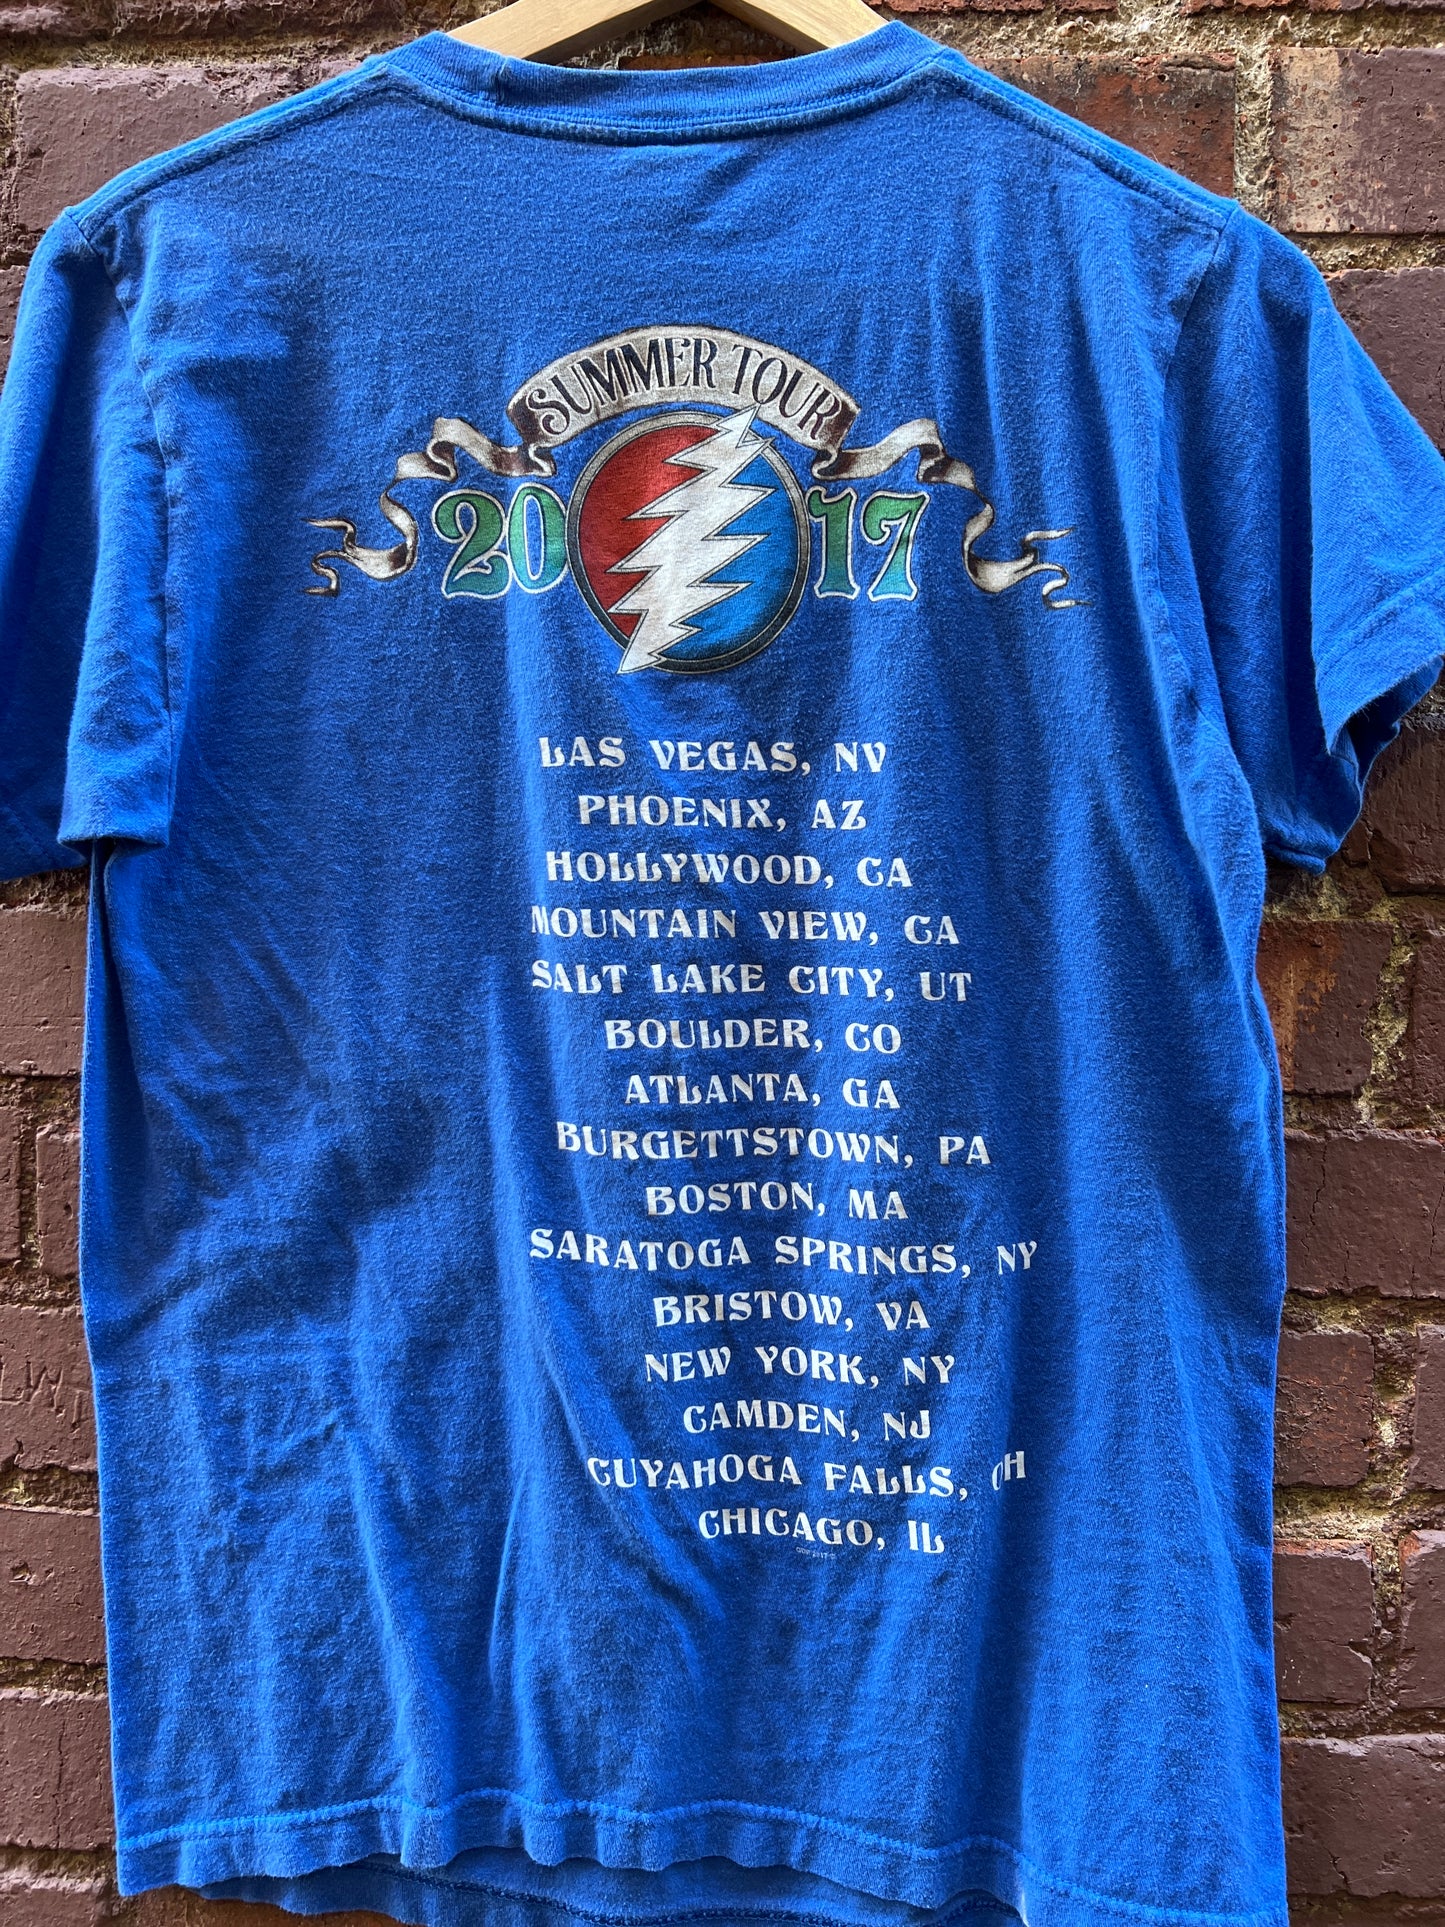 SUMMER TOUR
2017
LAS VEGAS, NV
PHOENIX, AZ
HOLLYWOOD, CA
MOUNTAIN VIEW, CA
SALT LAKE CITY, UT
BOULDER, CO
ATLANTA, GA
BURGETTSTOWN, PA
BOSTON, MA
SARATOGA SPRINGS, NY
BRISTOW, VA
NEW YORK, NY
CAMDEN, NJ
CUYAHOGA FALLS, OH
CHICAGO, IL